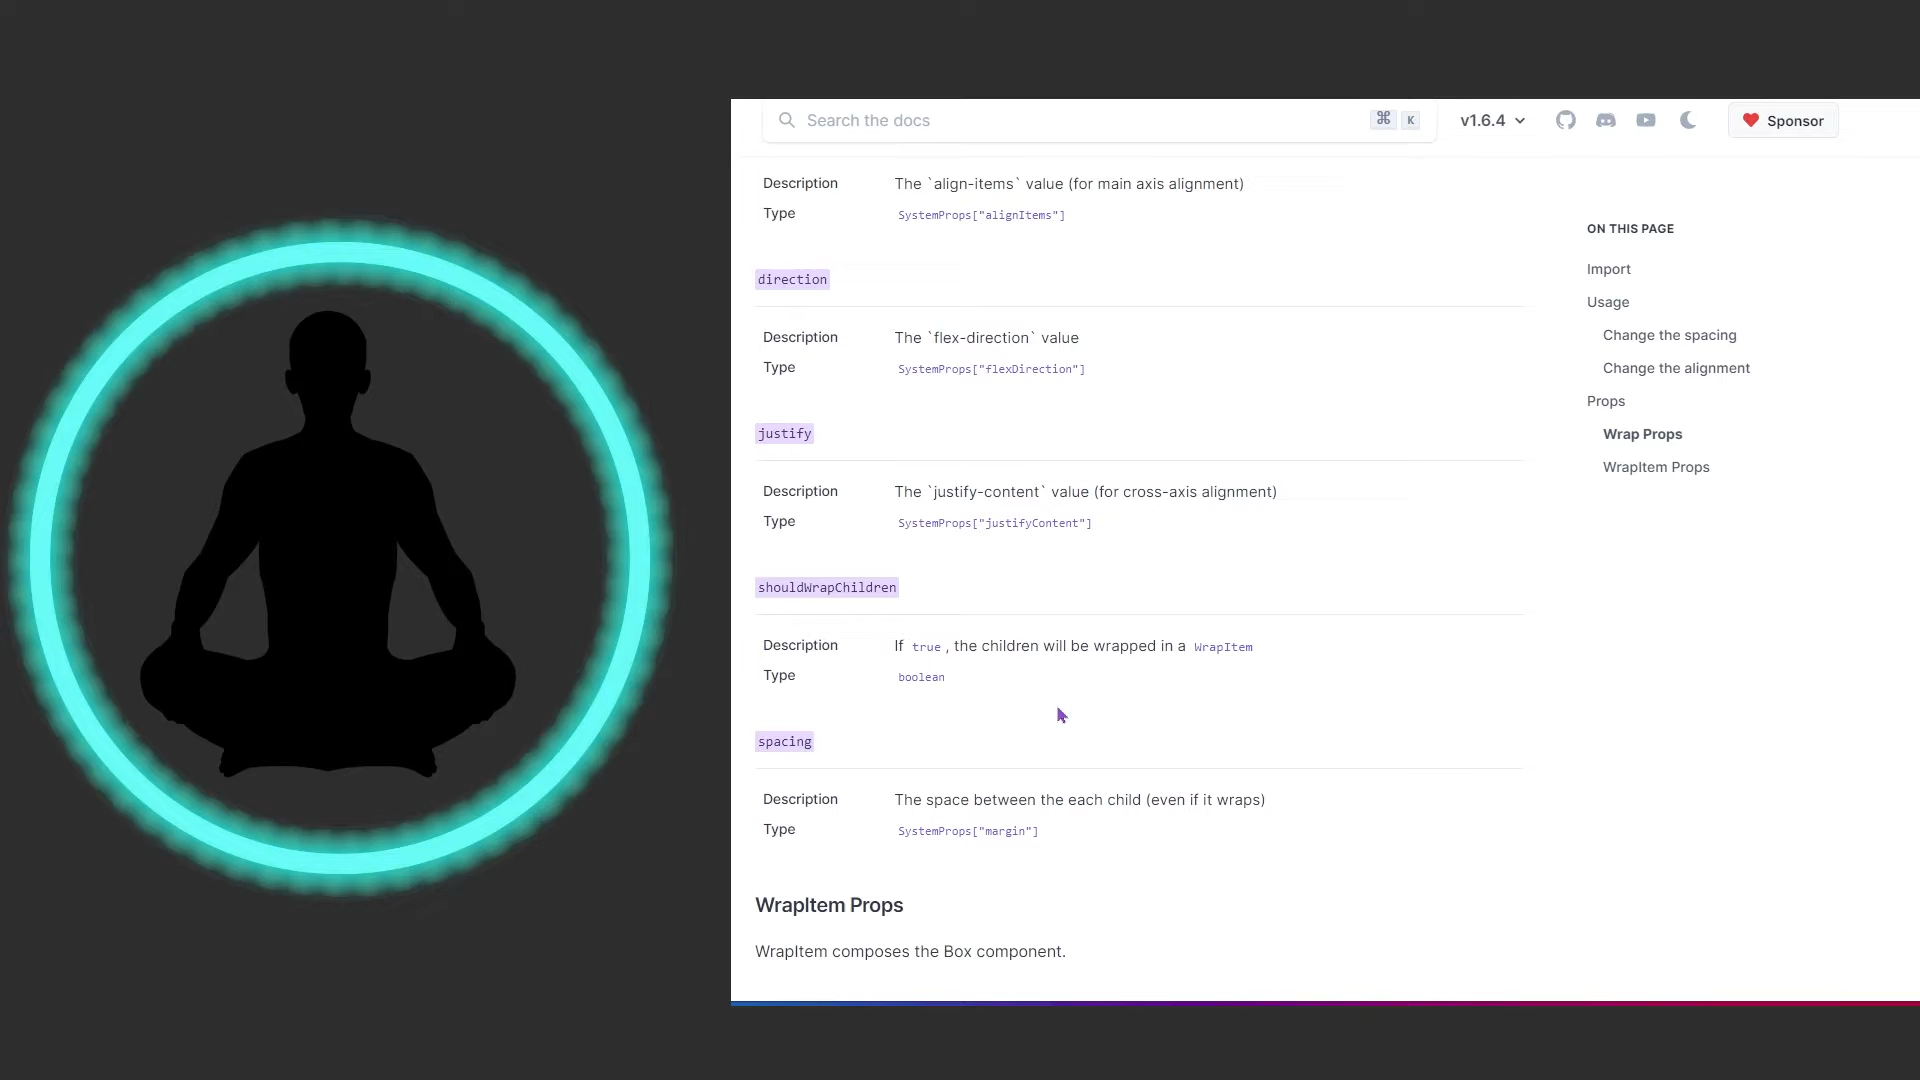 Search the docs ⌘ K v1.6.4 Sponsor
Description The `align-items` value (for main axis alignment)
Type SystemProps["alignItems"]
direction
Description The `flex-direction` value
Type SystemProps["flexDirection"]
justify
Description The `justify-content` value (for cross-axis alignment)
Type SystemProps["justifyContent"]
shouldWrapChildren
Description If true , the children will be wrapped in a WrapItem
Type boolean
spacing
Description The space between the each child (even if it wraps)
Type SystemProps["margin"]
WrapItem Props
WrapItem composes the Box component.
ON THIS PAGE
Import
Usage
Change the spacing
Change the alignment
Props
Wrap Props
WrapItem Props